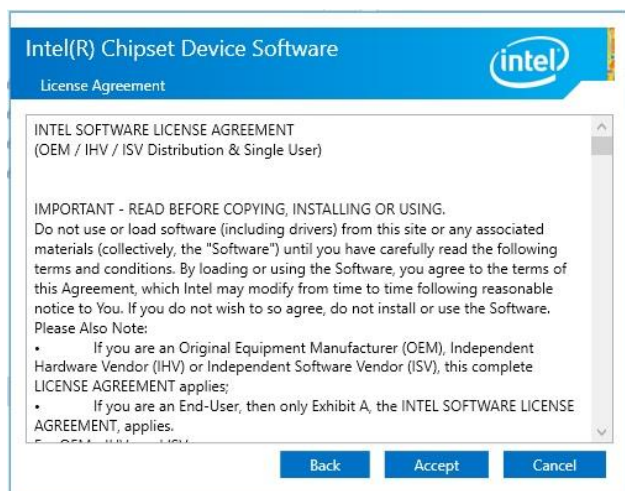 Intel(R) Chipset Device Software
intel
License Agreement
INTEL SOFTWARE LICENSE AGREEMENT
(OEM / IHV / ISV Distribution & Single User)
IMPORTANT - READ BEFORE COPYING, INSTALLING OR USING.
Do not use or load software (including drivers) from this site or any associated
materials (collectively, the "Software") until you have carefully read the following
terms and conditions. By loading or using the Software, you agree to the terms of
this Agreement, which Intel may modify from time to time following reasonable
notice to You. If you do not wish to so agree, do not install or use the Software.
Please Also Note:
• If you are an Original Equipment Manufacturer (OEM), Independent
Hardware Vendor (IHV) or Independent Software Vendor (ISV), this complete
LICENSE AGREEMENT applies;
• If you are an End-User, then only Exhibit A, the INTEL SOFTWARE LICENSE
AGREEMENT, applies.
Back
Accept
Cancel